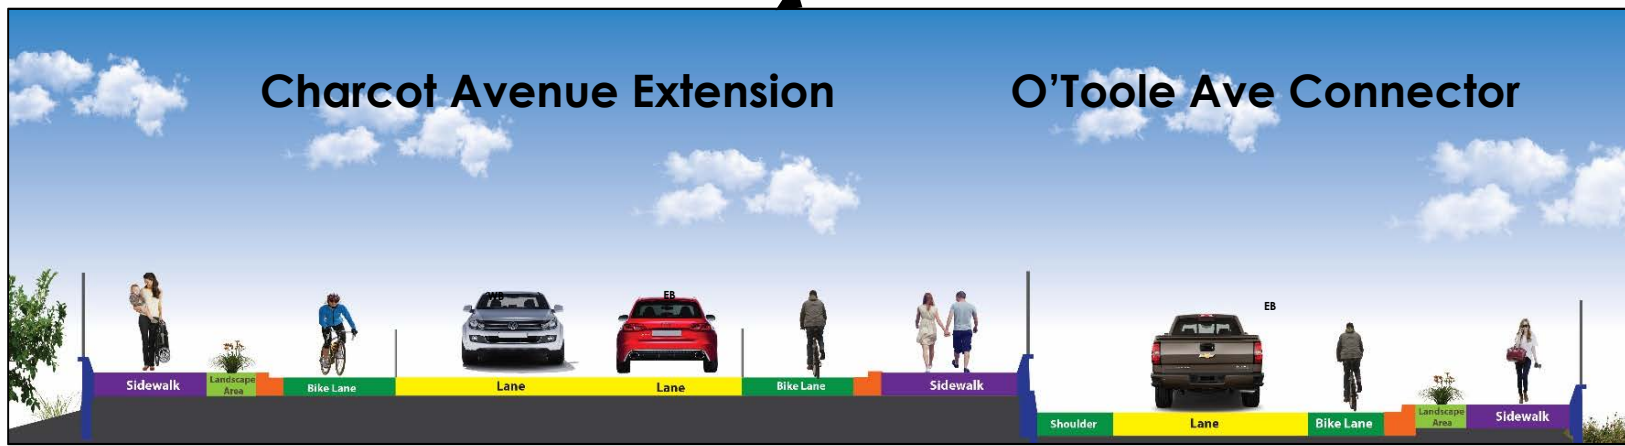 Charcot Avenue Extension
O'Toole Ave Connector
WB
EB
EB
Sidewalk
Landscape
Area
Bike Lane
Lane
Lane
Bike Lane
Sidewalk
Shoulder
Lane
Bike Lane
Landscape
Area
Sidewalk